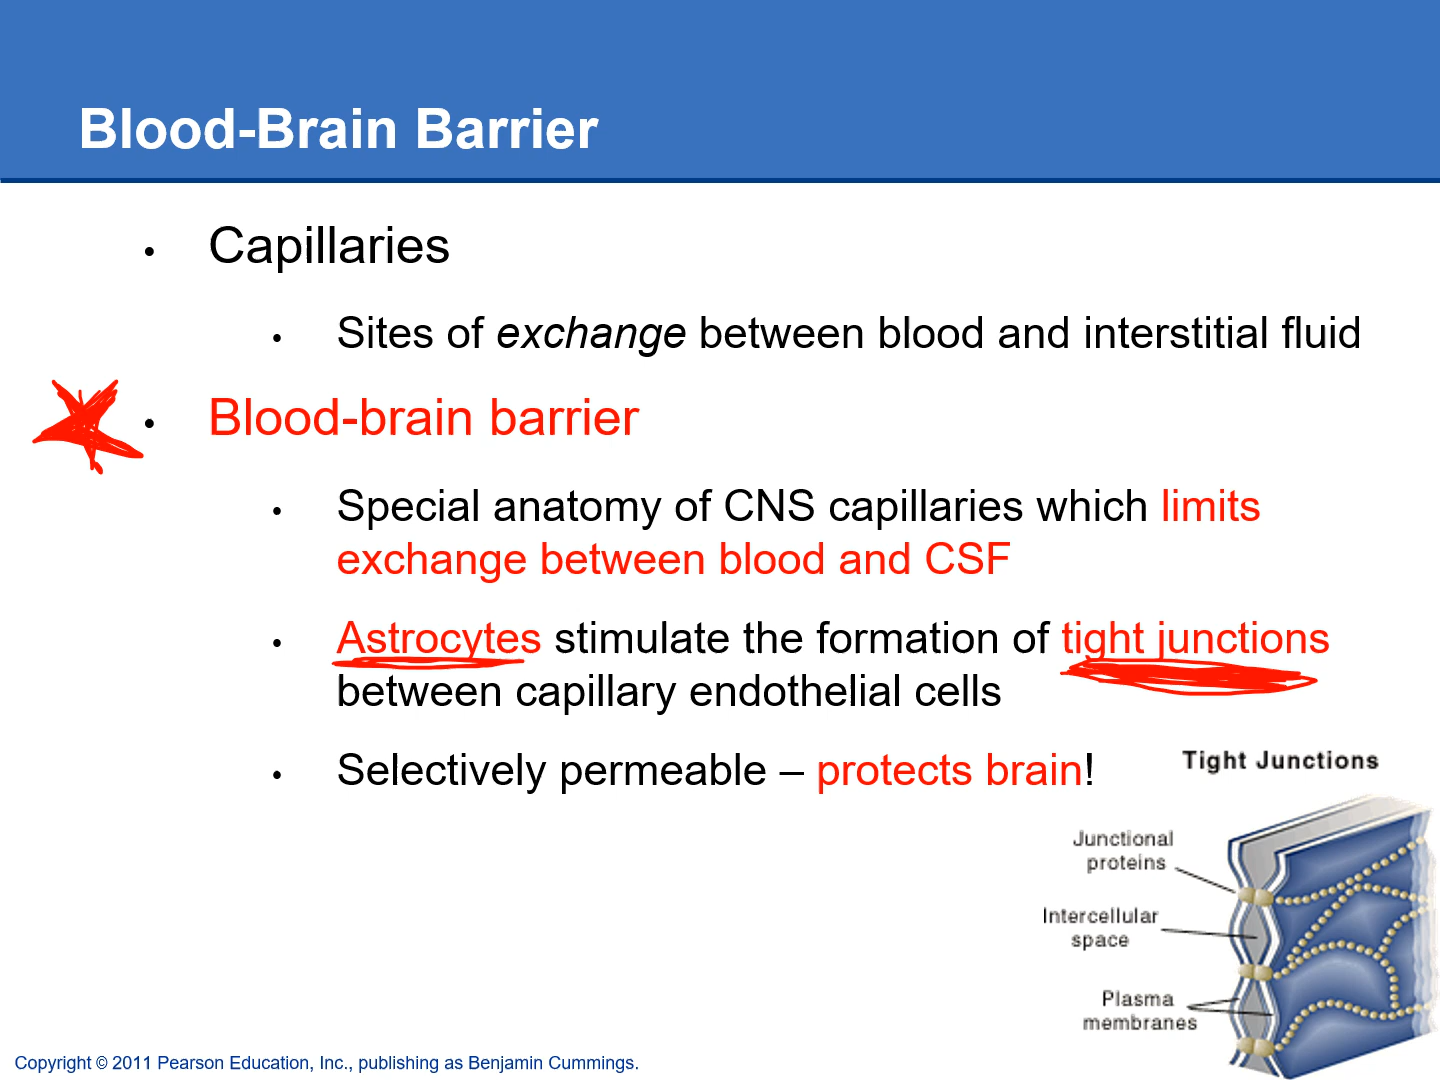 Blood-Brain Barrier
• Capillaries
• Sites of exchange between blood and interstitial fluid
• Blood-brain barrier
• Special anatomy of CNS capillaries which limits
exchange between blood and CSF
• Astrocytes stimulate the formation of tight junctions
between capillary endothelial cells
• Selectively permeable – protects brain!
Tight Junctions
Junctional
proteins
Intercellular
space
Plasma
membranes
Copyright © 2011 Pearson Education, Inc., publishing as Benjamin Cummings.